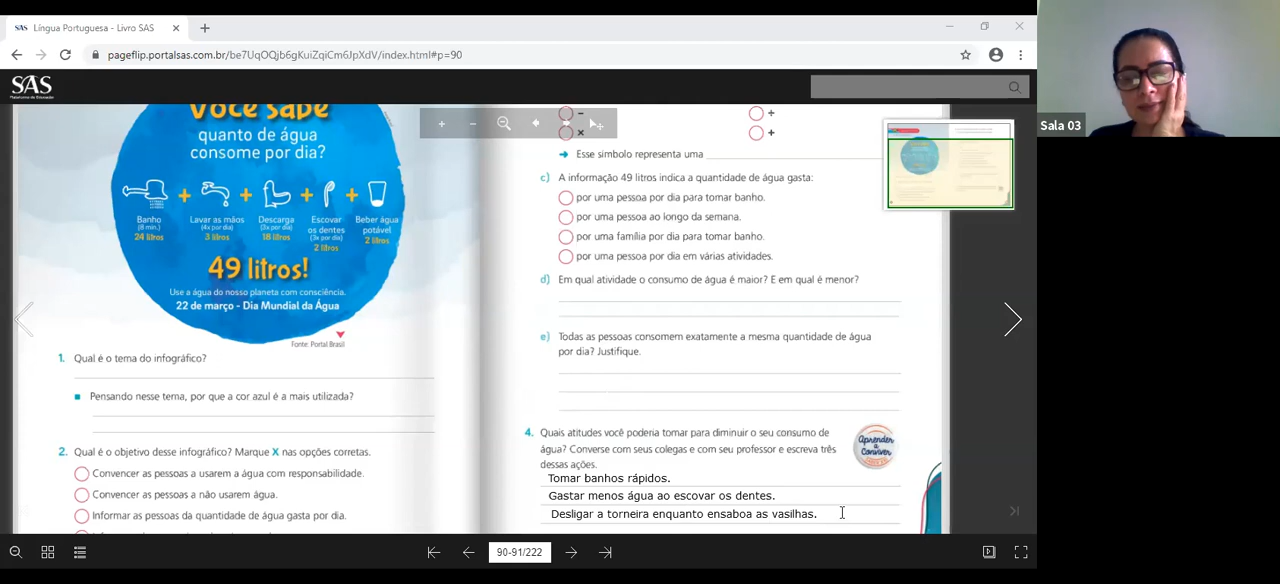 SAS Língua Portuguesa - Livro SAS
pageflip.portalsas.com.br/be7UqOQjb6gKuiZqiCm6JpXdV/index.html#p=90
SAS
Sala 03
Você sabe
quanto de água
consome por dia?
Banho
(8 min.)
24 litros
Lavar as mãos
(4x por dia)
3 litros
Descarga
(3x por dia)
18 litros
Escovar
os dentes
(3x por dia)
2 litros
Beber água
potável
2 litros
49 litros!
Use a água do nosso planeta com consciência.
22 de março - Dia Mundial da Água
Fonte: Portal Brasil
1. Qual é o tema do infográfico?
Pensando nesse tema, por que a cor azul é a mais utilizada?
2. Qual é o objetivo desse infográfico? Marque X nas opções corretas.
Convencer as pessoas a usarem a água com responsabilidade.
Convencer as pessoas a não usarem água.
Informar as pessoas da quantidade de água gasta por dia.
Esse símbolo representa uma
c) A informação 49 litros indica a quantidade de água gasta:
por uma pessoa por dia para tomar banho.
por uma pessoa ao longo da semana.
por uma família por dia para tomar banho.
por uma pessoa por dia em várias atividades.
d) Em qual atividade o consumo de água é maior? E em qual é menor?
e) Todas as pessoas consomem exatamente a mesma quantidade de água
por dia? Justifique.
4. Quais atitudes você poderia tomar para diminuir o seu consumo de
água? Converse com seus colegas e com seu professor e escreva três
dessas ações.
Aprender
a
Conviver
Tomar banhos rápidos.
Gastar menos água ao escovar os dentes.
Desligar a torneira enquanto ensaboa as vasilhas.
90-91/222